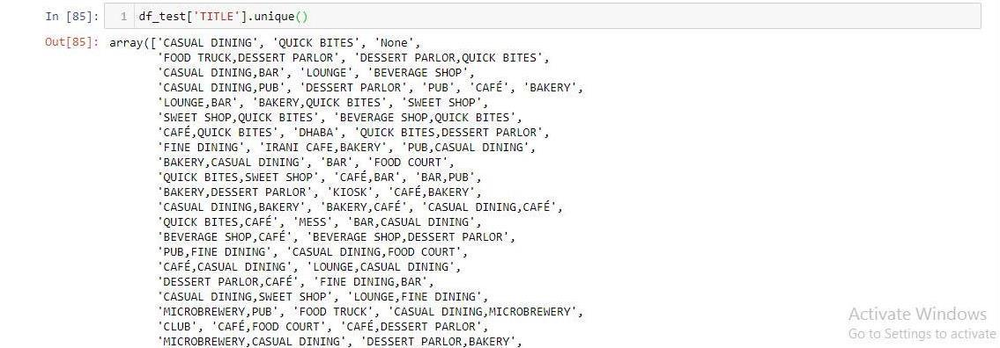 In [85]: 1 df_test['TITLE'].unique()
Out[85]: array(['CASUAL DINING', 'QUICK BITES', 'None',
'FOOD TRUCK,DESSERT PARLOR', 'DESSERT PARLOR,QUICK BITES',
'CASUAL DINING,BAR', 'LOUNGE', 'BEVERAGE SHOP',
'CASUAL DINING,PUB', 'DESSERT PARLOR', 'PUB', 'CAFÉ', 'BAKERY',
'LOUNGE,BAR', 'BAKERY,QUICK BITES', 'SWEET SHOP',
'SWEET SHOP,QUICK BITES', 'BEVERAGE SHOP,QUICK BITES',
'CAFÉ,QUICK BITES', 'DHABA', 'QUICK BITES,DESSERT PARLOR',
'FINE DINING', 'IRANI CAFE,BAKERY', 'PUB,CASUAL DINING',
'BAKERY,CASUAL DINING', 'BAR', 'FOOD COURT',
'QUICK BITES,SWEET SHOP', 'CAFÉ,BAR', 'BAR,PUB',
'BAKERY,DESSERT PARLOR', 'KIOSK', 'CAFÉ,BAKERY',
'CASUAL DINING,BAKERY', 'BAKERY,CAFÉ', 'CASUAL DINING,CAFÉ',
'QUICK BITES,CAFÉ', 'MESS', 'BAR,CASUAL DINING',
'BEVERAGE SHOP,CAFÉ', 'BEVERAGE SHOP,DESSERT PARLOR',
'PUB,FINE DINING', 'CASUAL DINING,FOOD COURT',
'CAFÉ,CASUAL DINING', 'LOUNGE,CASUAL DINING',
'DESSERT PARLOR,CAFÉ', 'FINE DINING,BAR',
'CASUAL DINING,SWEET SHOP', 'LOUNGE,FINE DINING',
'MICROBREWERY,PUB', 'FOOD TRUCK', 'CASUAL DINING,MICROBREWERY',
'CLUB', 'CAFÉ,FOOD COURT', 'CAFÉ,DESSERT PARLOR',
'MICROBREWERY,CASUAL DINING', 'DESSERT PARLOR,BAKERY',
Activate Windows
Go to Settings to activate